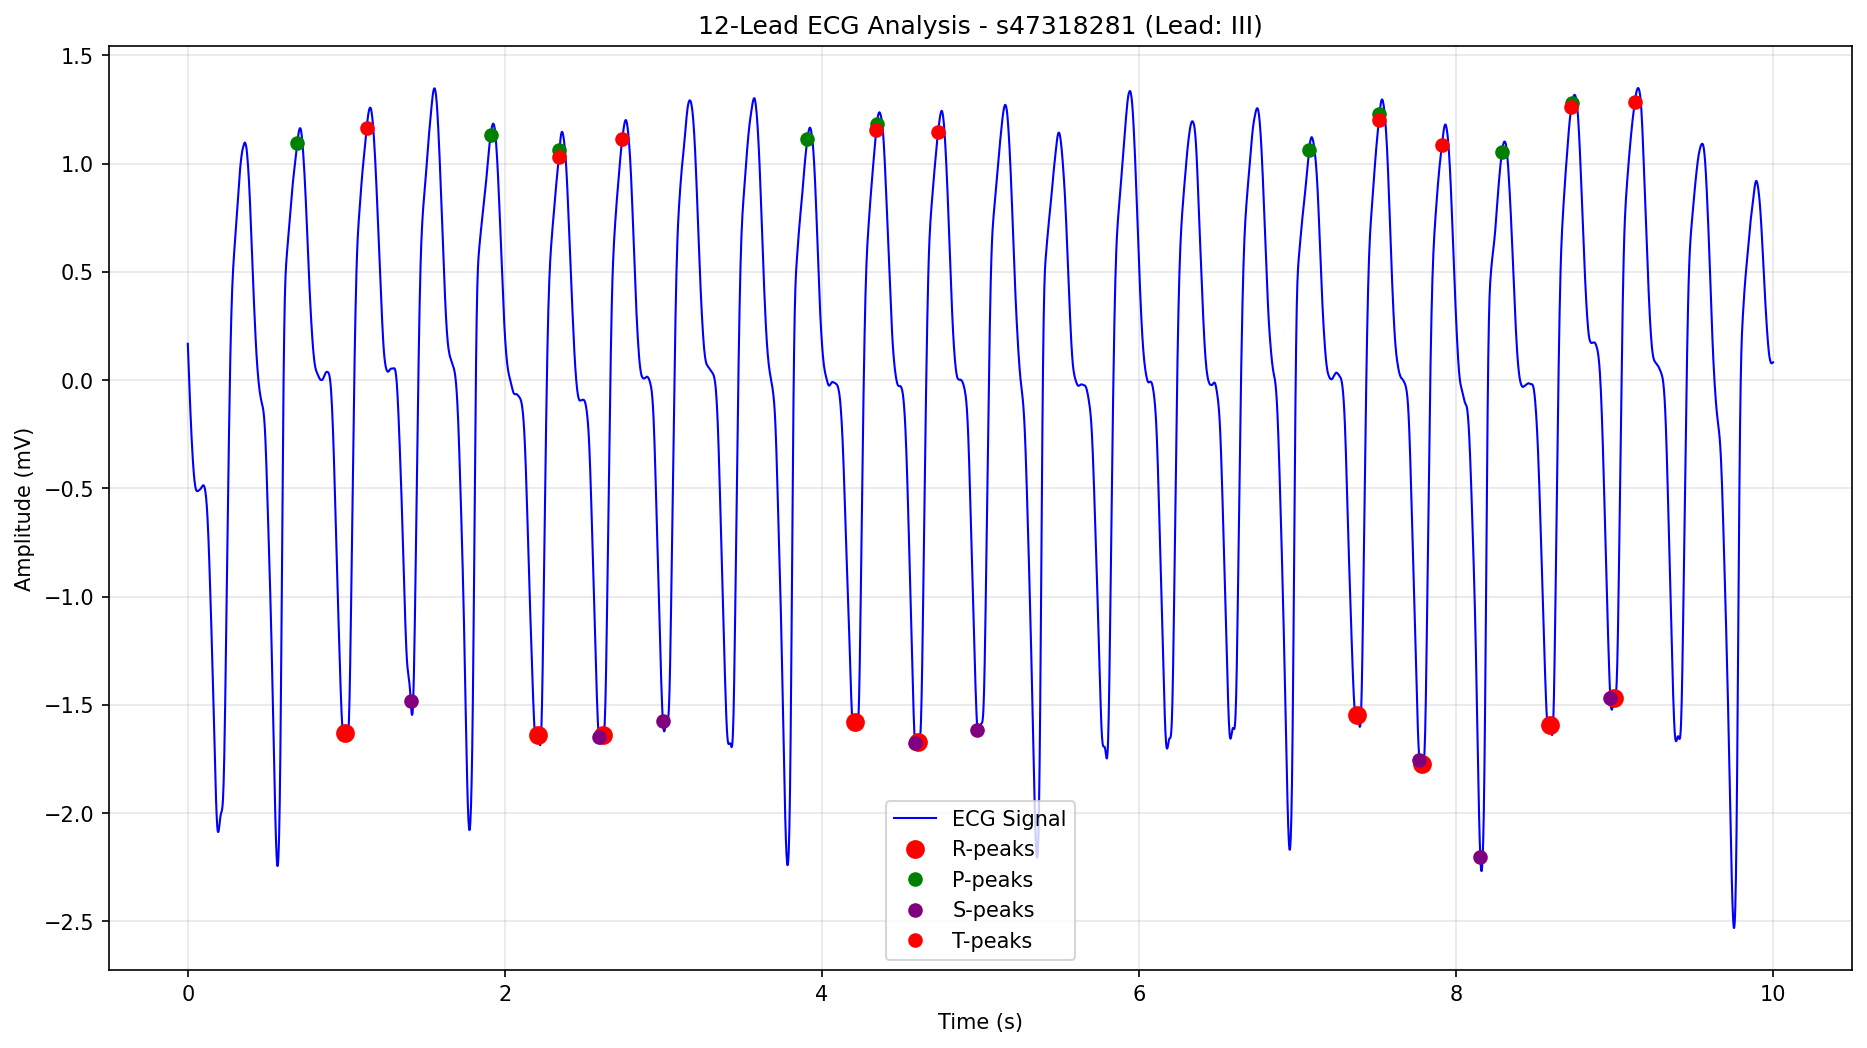 12-Lead ECG Analysis - s47318281 (Lead: III)
1.5
1.0
0.5
0.0
−0.5
−1.0
−1.5
−2.0
−2.5
Amplitude (mV)
ECG Signal
R-peaks
P-peaks
S-peaks
T-peaks
0 2 4 6 8 10
Time (s)